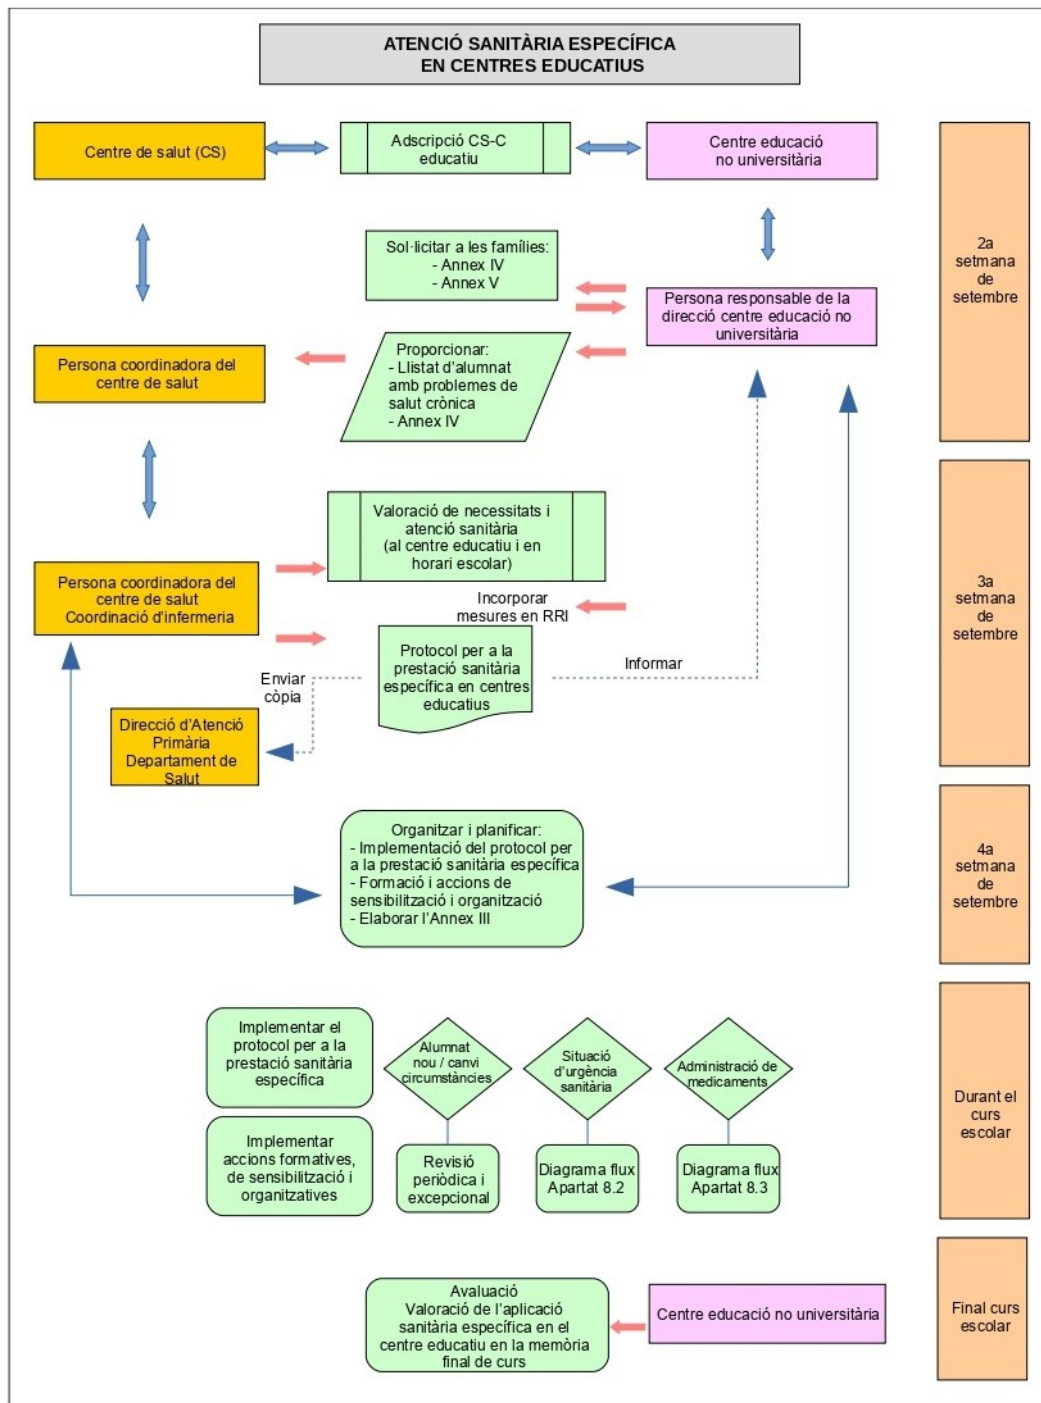 ATENCIÓ SANITÀRIA ESPECÍFICA
EN CENTRES EDUCATIUS
Centre de salut (CS)
Adscripció CS-C
educatiu
Centre educació
no universitària
2a
setmana
de
setembre
Sol·licitar a les famílies:
- Annex IV
- Annex V
Persona responsable de la
direcció centre educació no
universitària
Persona coordinadora del
centre de salut
Proporcionar:
- Llistat d'alumnat
amb problemes de
salut crònica
- Annex IV
Valoració de necessitats i
atenció sanitària
(al centre educatiu i en
horari escolar)
3a
setmana
de
setembre
Persona coordinadora del
centre de salut
Coordinació d'infermeria
Incorporar
mesures en RRI
Protocol per a la
prestació sanitària
específica en centres
educatius
Informar
Enviar
còpia
Direcció d'Atenció
Primària
Departament de
Salut
Organitzar i planificar:
- Implementació del protocol per
a la prestació sanitària específica
- Formació i accions de
sensibilització i organització
- Elaborar l'Annex III
4a
setmana
de
setembre
Implementar el
protocol per a la
prestació sanitària
específica
Alumnat
nou / canvi
circumstàncies
Situació
d'urgència
sanitària
Administració de
medicaments
Durant el
curs
escolar
Implementar
accions formatives,
de sensibilització i
organitzatives
Revisió
periòdica i
excepcional
Diagrama flux
Apartat 8.2
Diagrama flux
Apartat 8.3
Avaluació
Valoració de l'aplicació
sanitària específica en el
centre educatiu en la memòria
final de curs
Centre educació no universitària
Final curs
escolar